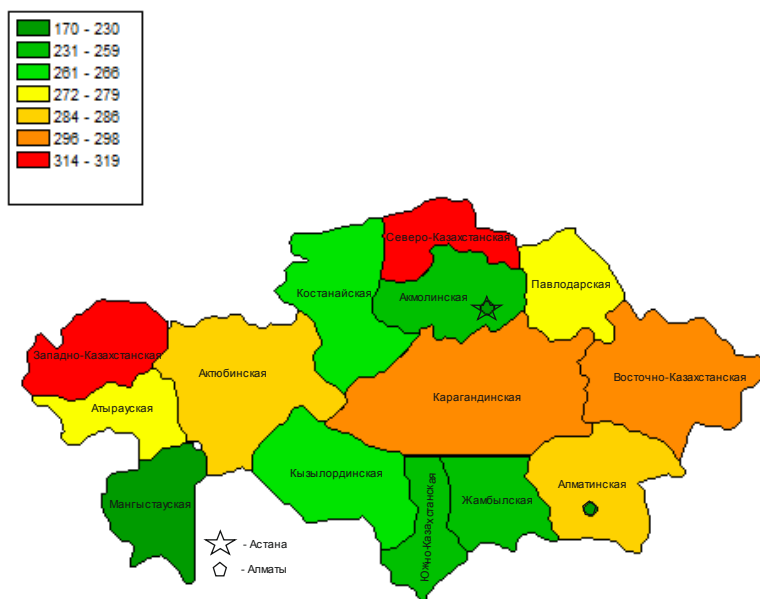 170 - 230
231 - 259
261 - 266
272 - 279
284 - 286
296 - 298
314 - 319
Северо-Казахстанская
Костанайская
Акмолинская
Павлодарская
Западно-Казахстанская
Актюбинская
Восточно-Казахстанская
Атырауская
Карагандинская
Кызылординская
Алматинская
Мангыстауская
Жамбылская
Южно-Казахстанская
- Астана
- Алматы